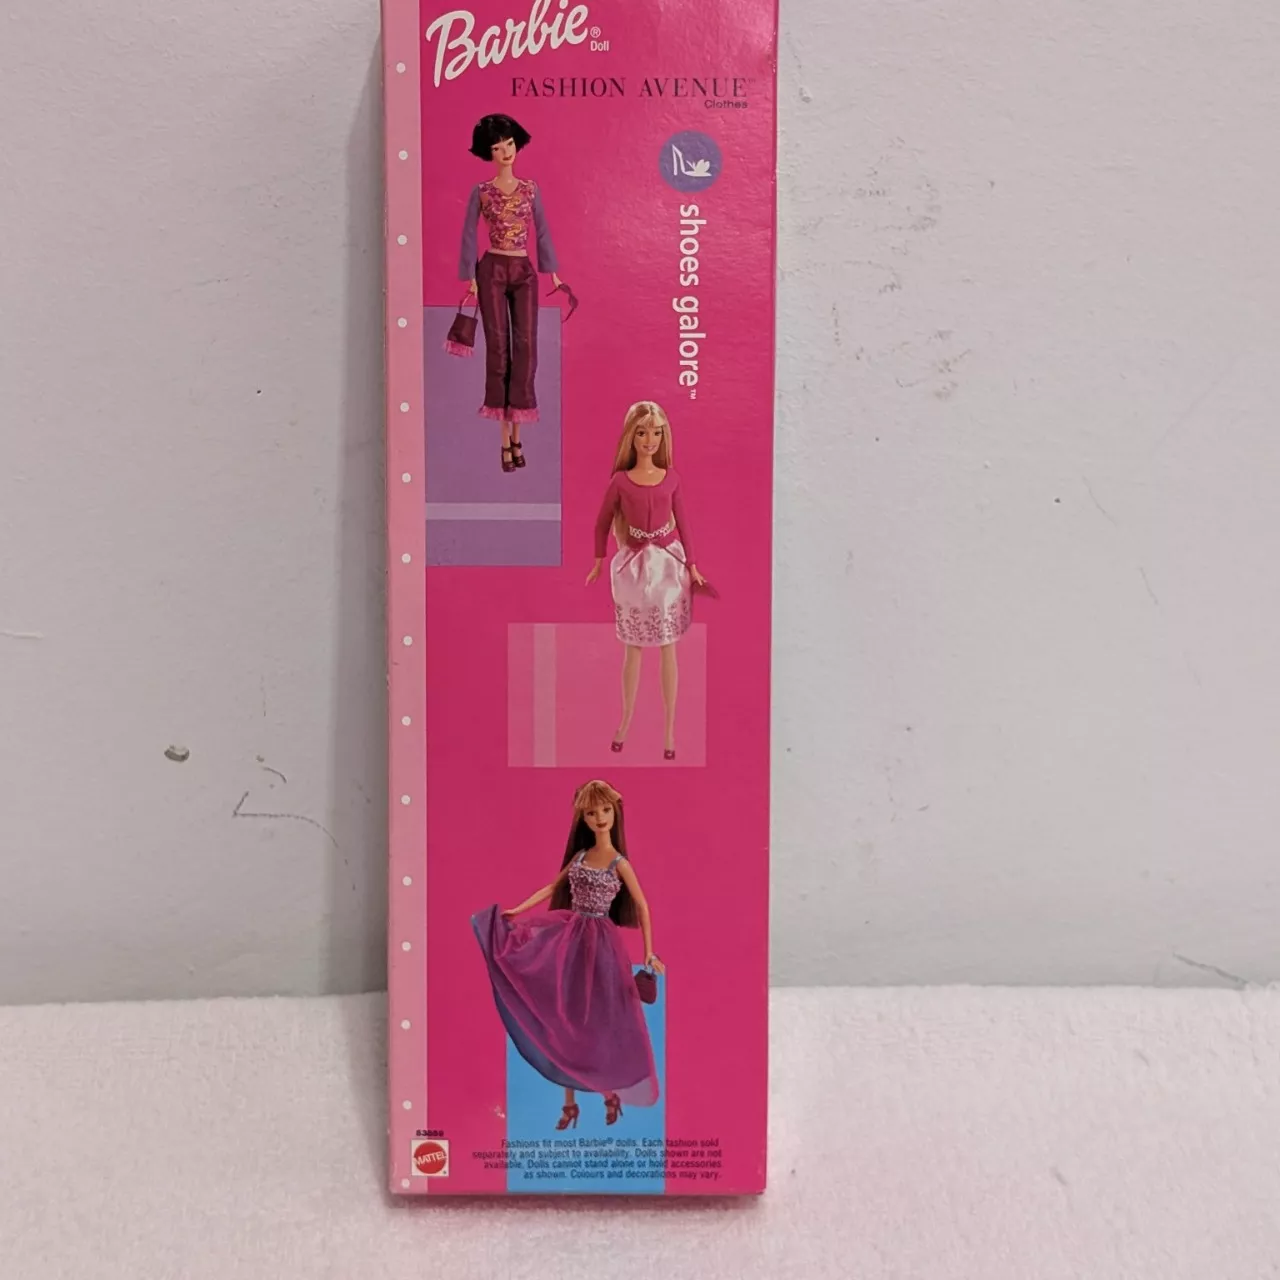 Barbie®
Doll
FASHION AVENUE™
Clothes
shoes galore™
53859
MATTEL
Fashions fit most Barbie® dolls. Each fashion sold
separately and subject to availability. Dolls shown are not
available. Dolls cannot stand alone or hold accessories
as shown. Colours and decorations may vary.